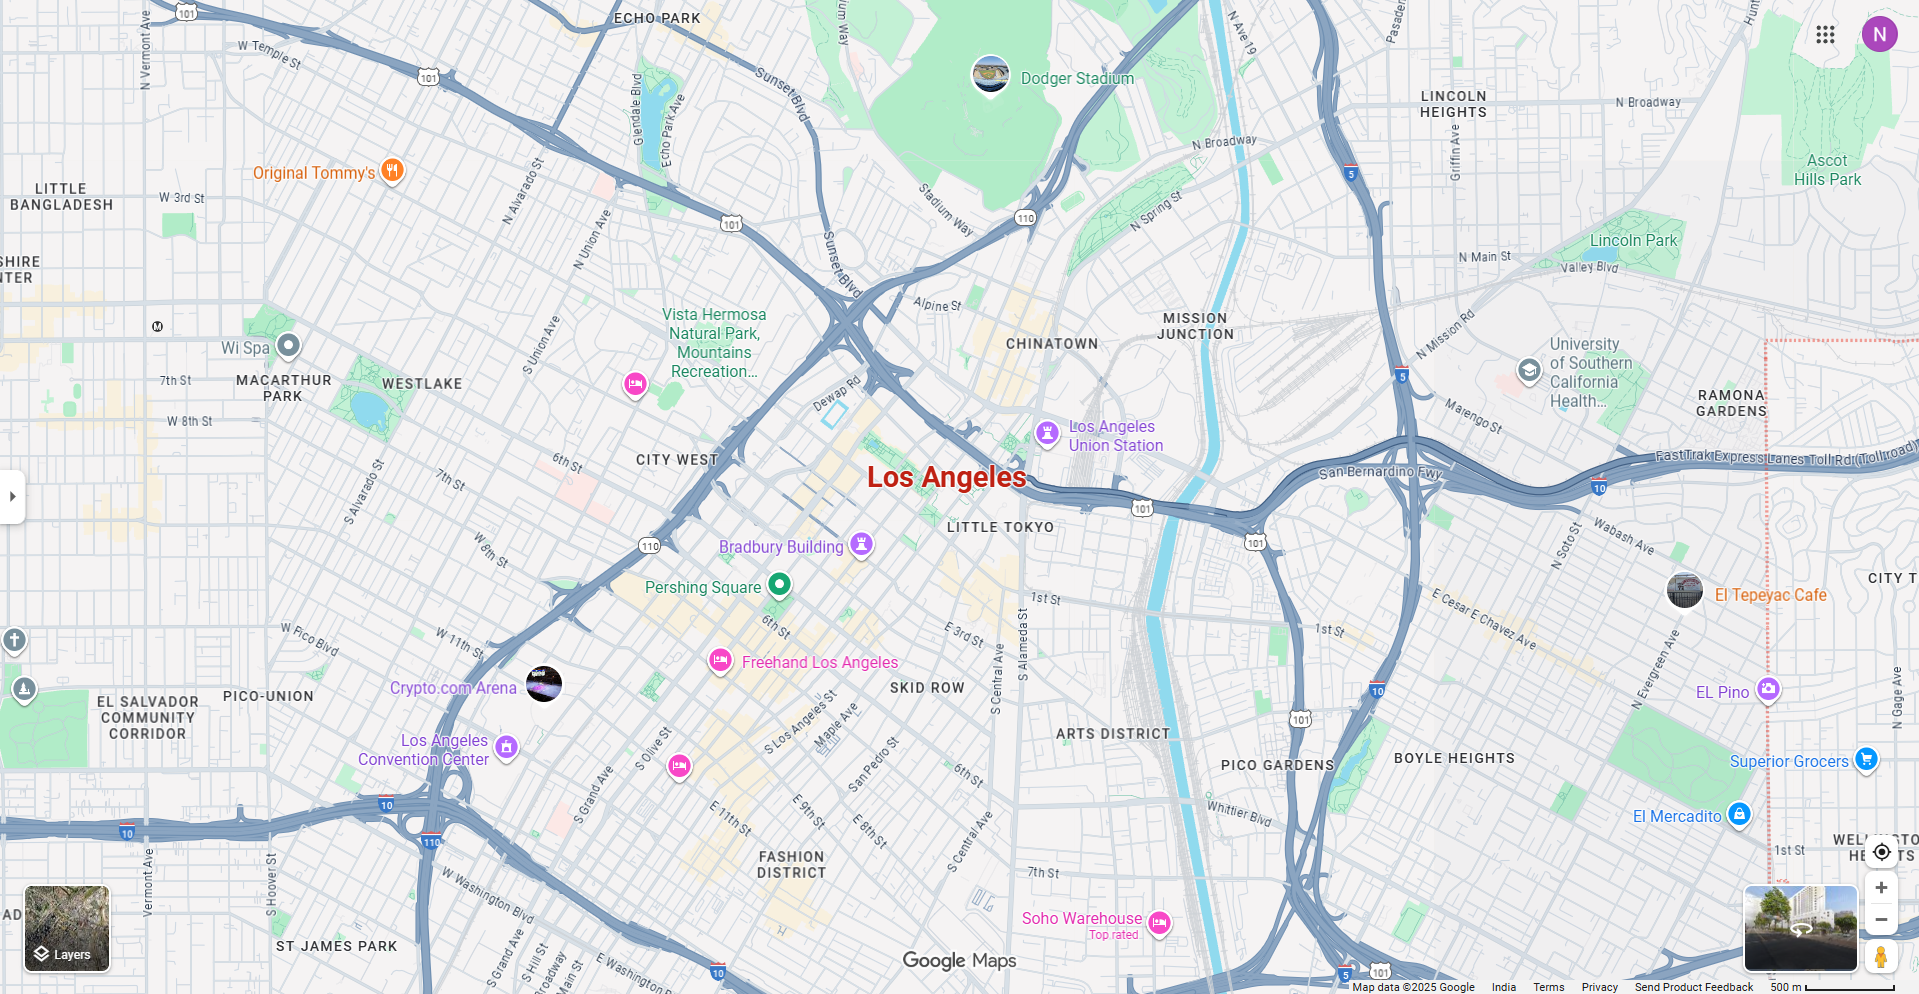 101
ECHO PARK
N Vermont Ave
W Temple St
101
Glendale Blvd
Echo Park Ave
Sunset Blvd
Dodger Stadium
N Ave 19
N
LINCOLN
HEIGHTS
N Broadway
Griffin Ave
N Broadway
5
Ascot
Hills Park
Original Tommy's
LITTLE
BANGLADESH
W 3rd St
N Alvarado St
N Union Ave
101
Stadium Way
110
N Spring St
Sunset Blvd
Lincoln Park
N Main St
Valley Blvd
Alpine St
Vista Hermosa
Natural Park,
Mountains
Recreation...
S Union Ave
M
Wi Spa
MACARTHUR
PARK
WESTLAKE
7th St
W 8th St
CHINATOWN
MISSION
JUNCTION
N Mission Rd
University
of Southern
California
Health...
5
Marengo St
RAMONA
GARDENS
Dewap Rd
Los Angeles
Union Station
CITY WEST
6th St
7th St
S Alvarado St
Los Angeles
San Bernardino Fwy
FastTrak Express Lanes Toll Rd (Toll road)
10
101
LITTLE TOKYO
101
Wabash Ave
N Soto St
W 8th St
110
Bradbury Building
Pershing Square
CITY T
El Tepeyac Cafe
1st St
1st St
E Cesar E Chavez Ave
S Alameda St
6th St
E 3rd St
W Pico Blvd
W 11th St
Freehand Los Angeles
Crypto.com Arena
SKID ROW
S Central Ave
N Evergreen Ave
EL Pino
N Gage Ave
10
EL SALVADOR
COMMUNITY
CORRIDOR
PICO-UNION
Los Angeles
Convention Center
S Los Angeles St
Maple Ave
S Olive St
San Pedro St
ARTS DISTRICT
101
PICO GARDENS
BOYLE HEIGHTS
Superior Grocers
6th St
S Grand Ave
10
10
110
E 11th St
E 9th St
E 8th St
Whittier Blvd
El Mercadito
S Central Ave
1st St
FASHION
DISTRICT
7th St
Vermont Ave
S Hoover St
W Washington Blvd
Soho Warehouse
Top rated
ST JAMES PARK
S Grand Ave
S Hill St
Broadway
E Washington
10
5
101
Layers
Google Maps
Map data ©2025 Google India Terms Privacy Send Product Feedback 500 m